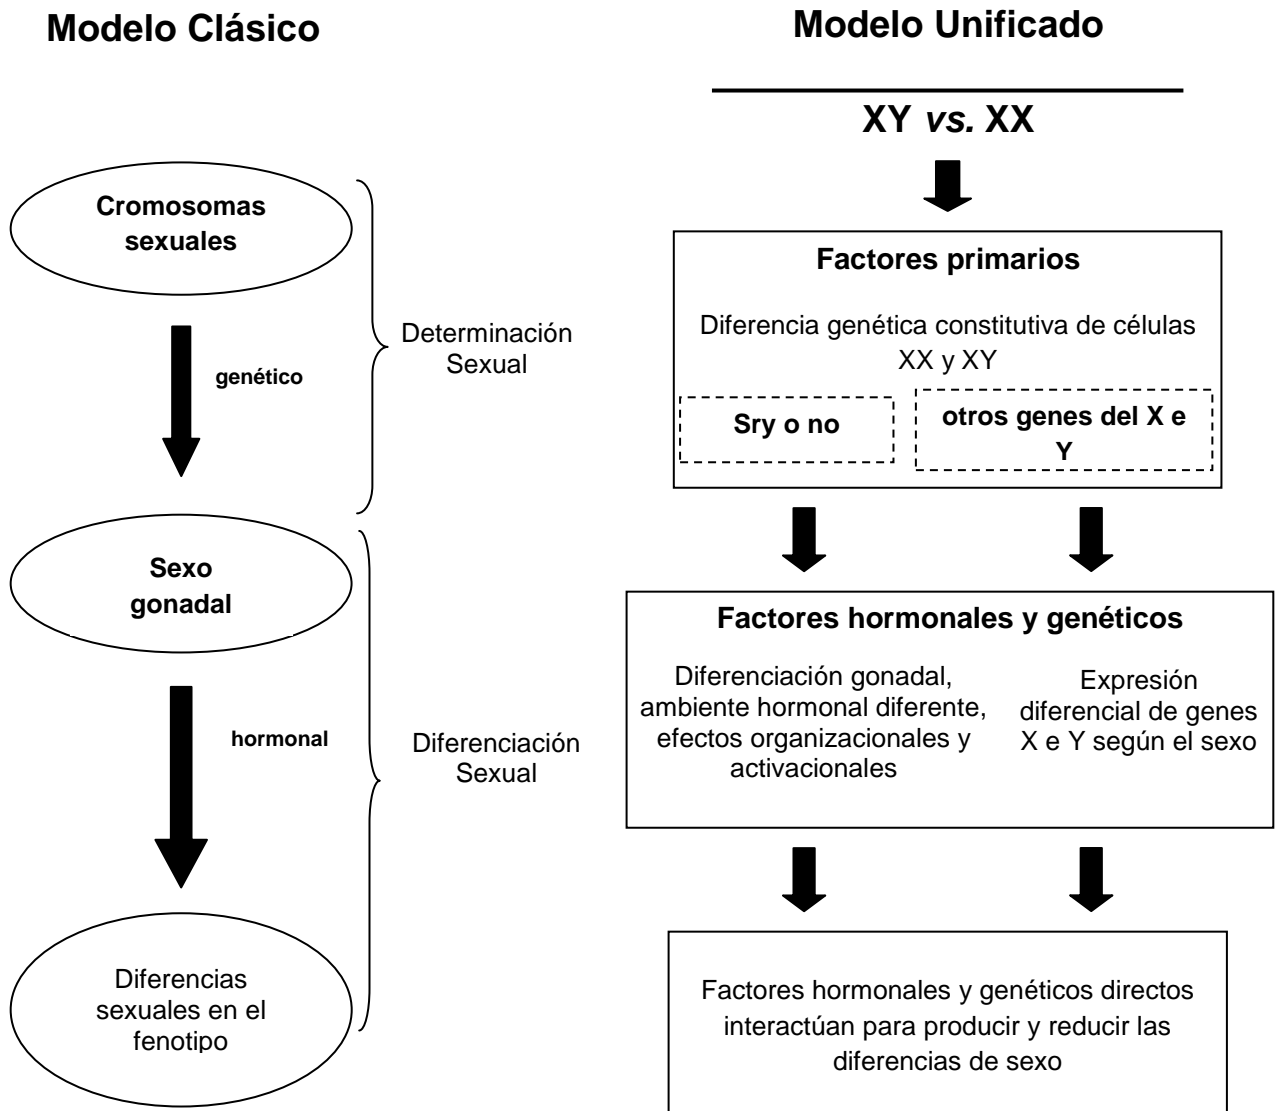 Modelo Clásico
Cromosomas
sexuales
genético
Determinación
Sexual
Sexo
gonadal
hormonal
Diferenciación
Sexual
Diferencias
sexuales en el
fenotipo
Modelo Unificado
XY vs. XX
Factores primarios
Diferencia genética constitutiva de células
XX y XY
Sry o no
otros genes del X e
Y
Factores hormonales y genéticos
Diferenciación gonadal,
ambiente hormonal diferente,
efectos organizacionales y
activacionales
Expresión
diferencial de genes
X e Y según el sexo
Factores hormonales y genéticos directos
interactúan para producir y reducir las
diferencias de sexo